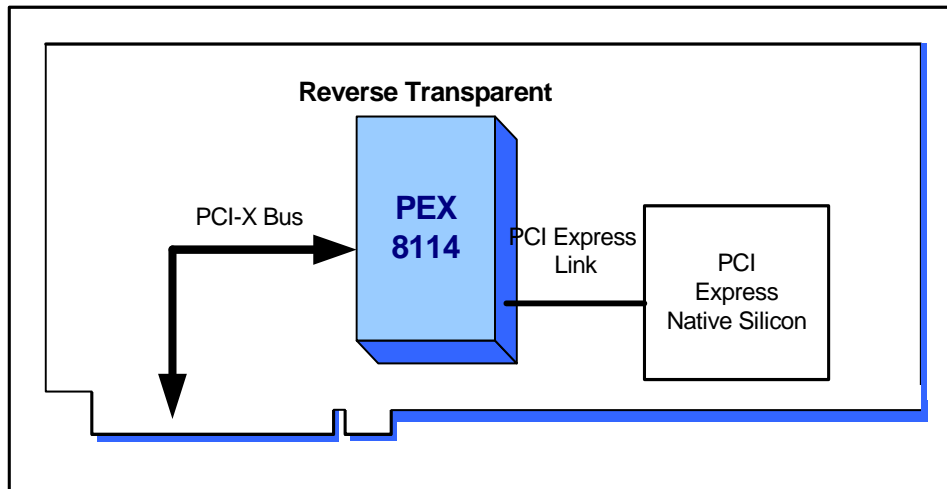 Reverse Transparent
PEX
8114
PCI-X Bus
PCI Express
Link
PCI
Express
Native Silicon